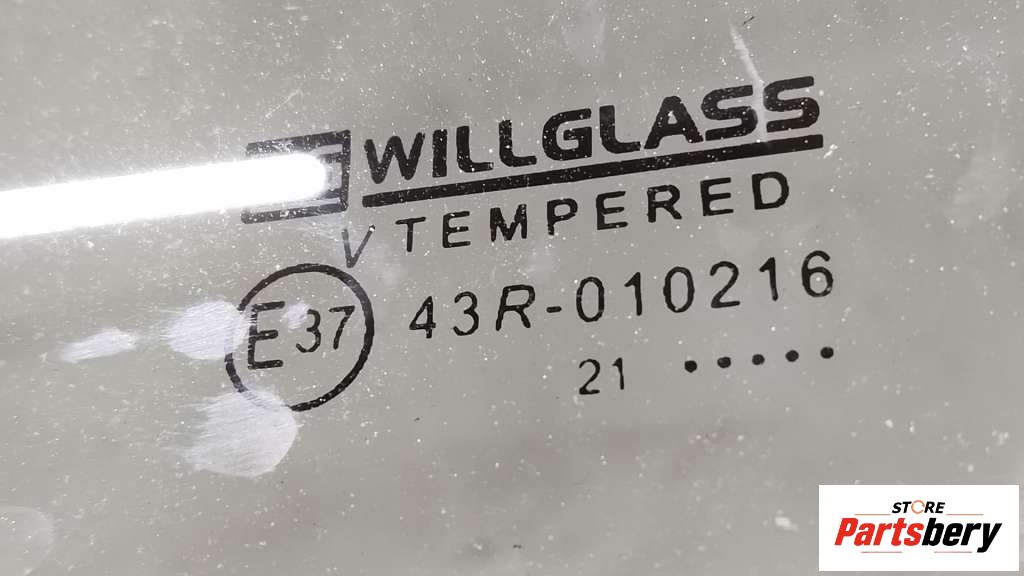 WILLGLASS
V TEMPERED
E37 43R-010216
21 •••••
STORE
Partsbery